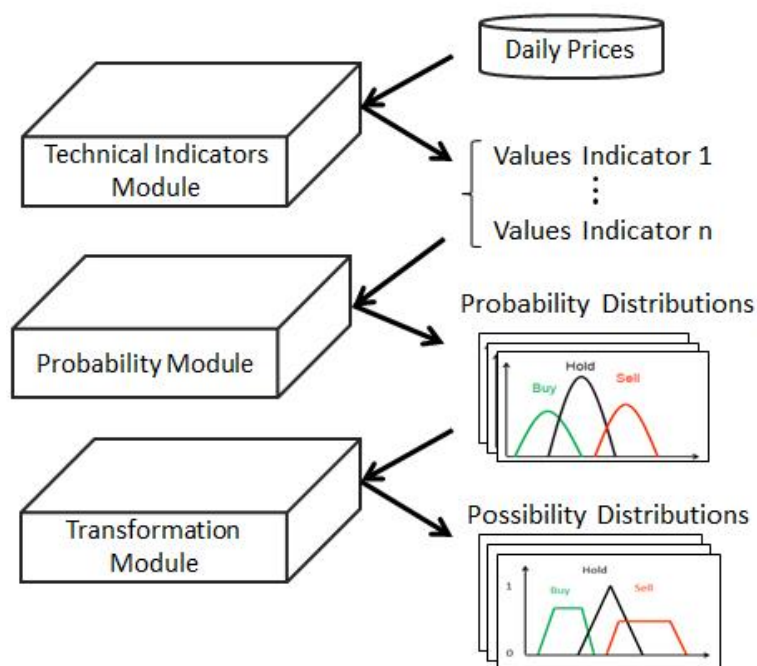 Daily Prices
Technical Indicators
Module
Values Indicator 1
Values Indicator n
Probability Module
Probability Distributions
Hold
Buy
Sell
Transformation
Module
Possibility Distributions
Hold
1
Buy
Sell
0